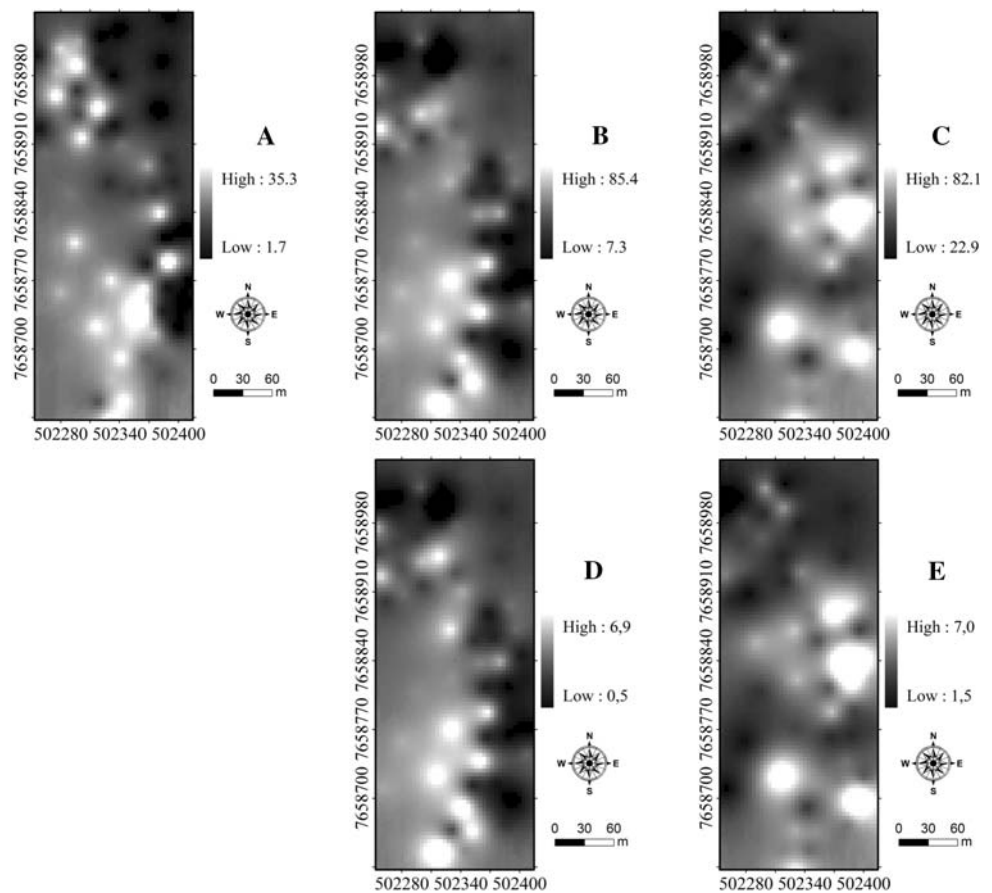 A
High : 35.3
Low : 1.7
N
W E
S
0 30 60
m
7658980
7658910
7658840
7658770
7658700
502280 502340 502400
B
High : 85.4
Low : 7.3
N
W E
S
0 30 60
m
7658980
7658910
7658840
7658770
7658700
502280 502340 502400
C
High : 82.1
Low : 22.9
N
W E
S
0 30 60
m
7658980
7658910
7658840
7658770
7658700
502280 502340 502400
D
High : 6,9
Low : 0,5
N
W E
S
0 30 60
m
7658980
7658910
7658840
7658770
7658700
502280 502340 502400
E
High : 7,0
Low : 1,5
N
W E
S
0 30 60
m
7658980
7658910
7658840
7658770
7658700
502280 502340 502400